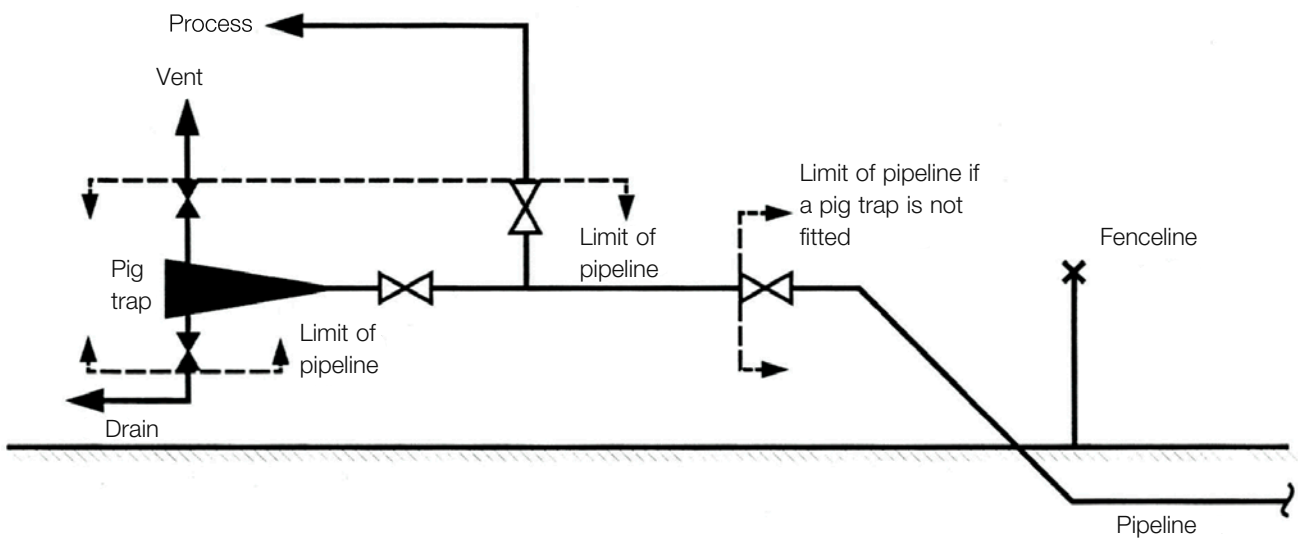 Process
Vent
Limit of pipeline if
a pig trap is not
fitted
Limit of
pipeline
Fenceline
Pig
trap
Limit of
pipeline
Drain
Pipeline